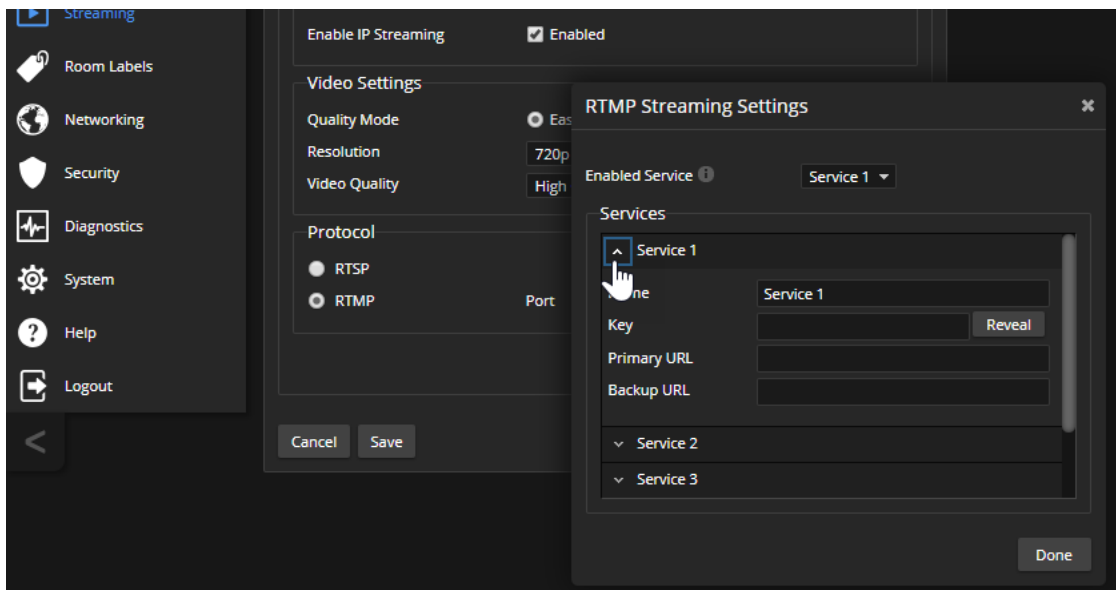 Streaming
Room Labels
Networking
Security
Diagnostics
System
Help
Logout
Enable IP Streaming
Enabled
Video Settings
Quality Mode
Resolution
720p
Video Quality
High
Protocol
RTSP
RTMP
Port
Cancel
Save
RTMP Streaming Settings
Enabled Service
Service 1
Services
Service 1
Service 1
Key
Reveal
Primary URL
Backup URL
Service 2
Service 3
Done